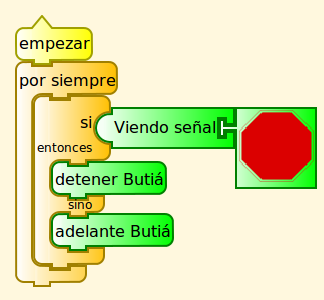 empezar
por siempre
si
Viendo señal
entonces
detener Butiá
sino
adelante Butiá